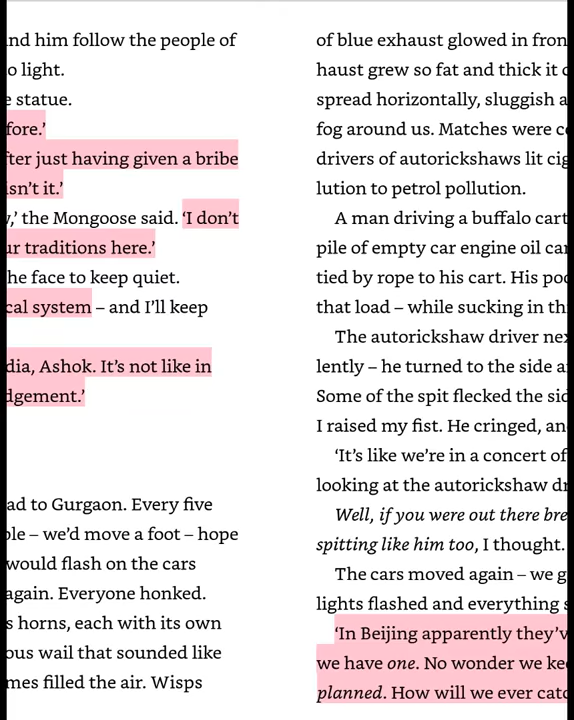 nd him follow the people of
o light.
e statue.
fore.’
fter just having given a bribe
isn’t it.’
,’ the Mongoose said. ‘I don’t
ur traditions here.’
he face to keep quiet.
cal system – and I’ll keep
dia, Ashok. It’s not like in
dgement.’
ad to Gurgaon. Every five
ple – we’d move a foot – hope
would flash on the cars
again. Everyone honked.
s horns, each with its own
ous wail that sounded like
mes filled the air. Wisps
of blue exhaust glowed in fron
haust grew so fat and thick it
spread horizontally, sluggish a
fog around us. Matches were
drivers of autorickshaws lit cig
lution to petrol pollution.
A man driving a buffalo cart
pile of empty car engine oil ca
tied by rope to his cart. His poo
that load – while sucking in th
The autorickshaw driver ne
lently – he turned to the side a
Some of the spit flecked the sid
I raised my fist. He cringed, an
‘It’s like we’re in a concert of
looking at the autorickshaw dr
Well, if you were out there bre
spitting like him too, I thought.
The cars moved again – we g
lights flashed and everything s
‘In Beijing apparently they’v
we have one. No wonder we ke
planned. How will we ever catc